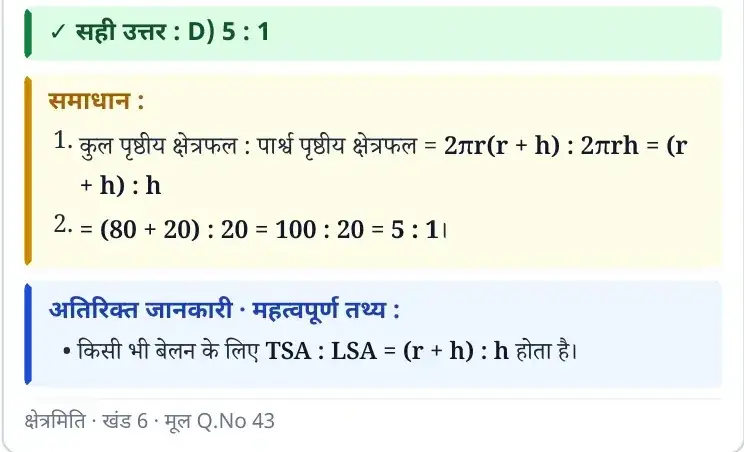 ✓ सही उत्तर : D) 5 : 1
समाधान :
1. कुल पृष्ठीय क्षेत्रफल : पार्श्व पृष्ठीय क्षेत्रफल = 2πr(r + h) : 2πrh = (r
+ h) : h
2. = (80 + 20) : 20 = 100 : 20 = 5 : 1।
अतिरिक्त जानकारी · महत्वपूर्ण तथ्य :
• किसी भी बेलन के लिए TSA : LSA = (r + h) : h होता है।
क्षेत्रमिति · खंड 6 · मूल Q.No 43